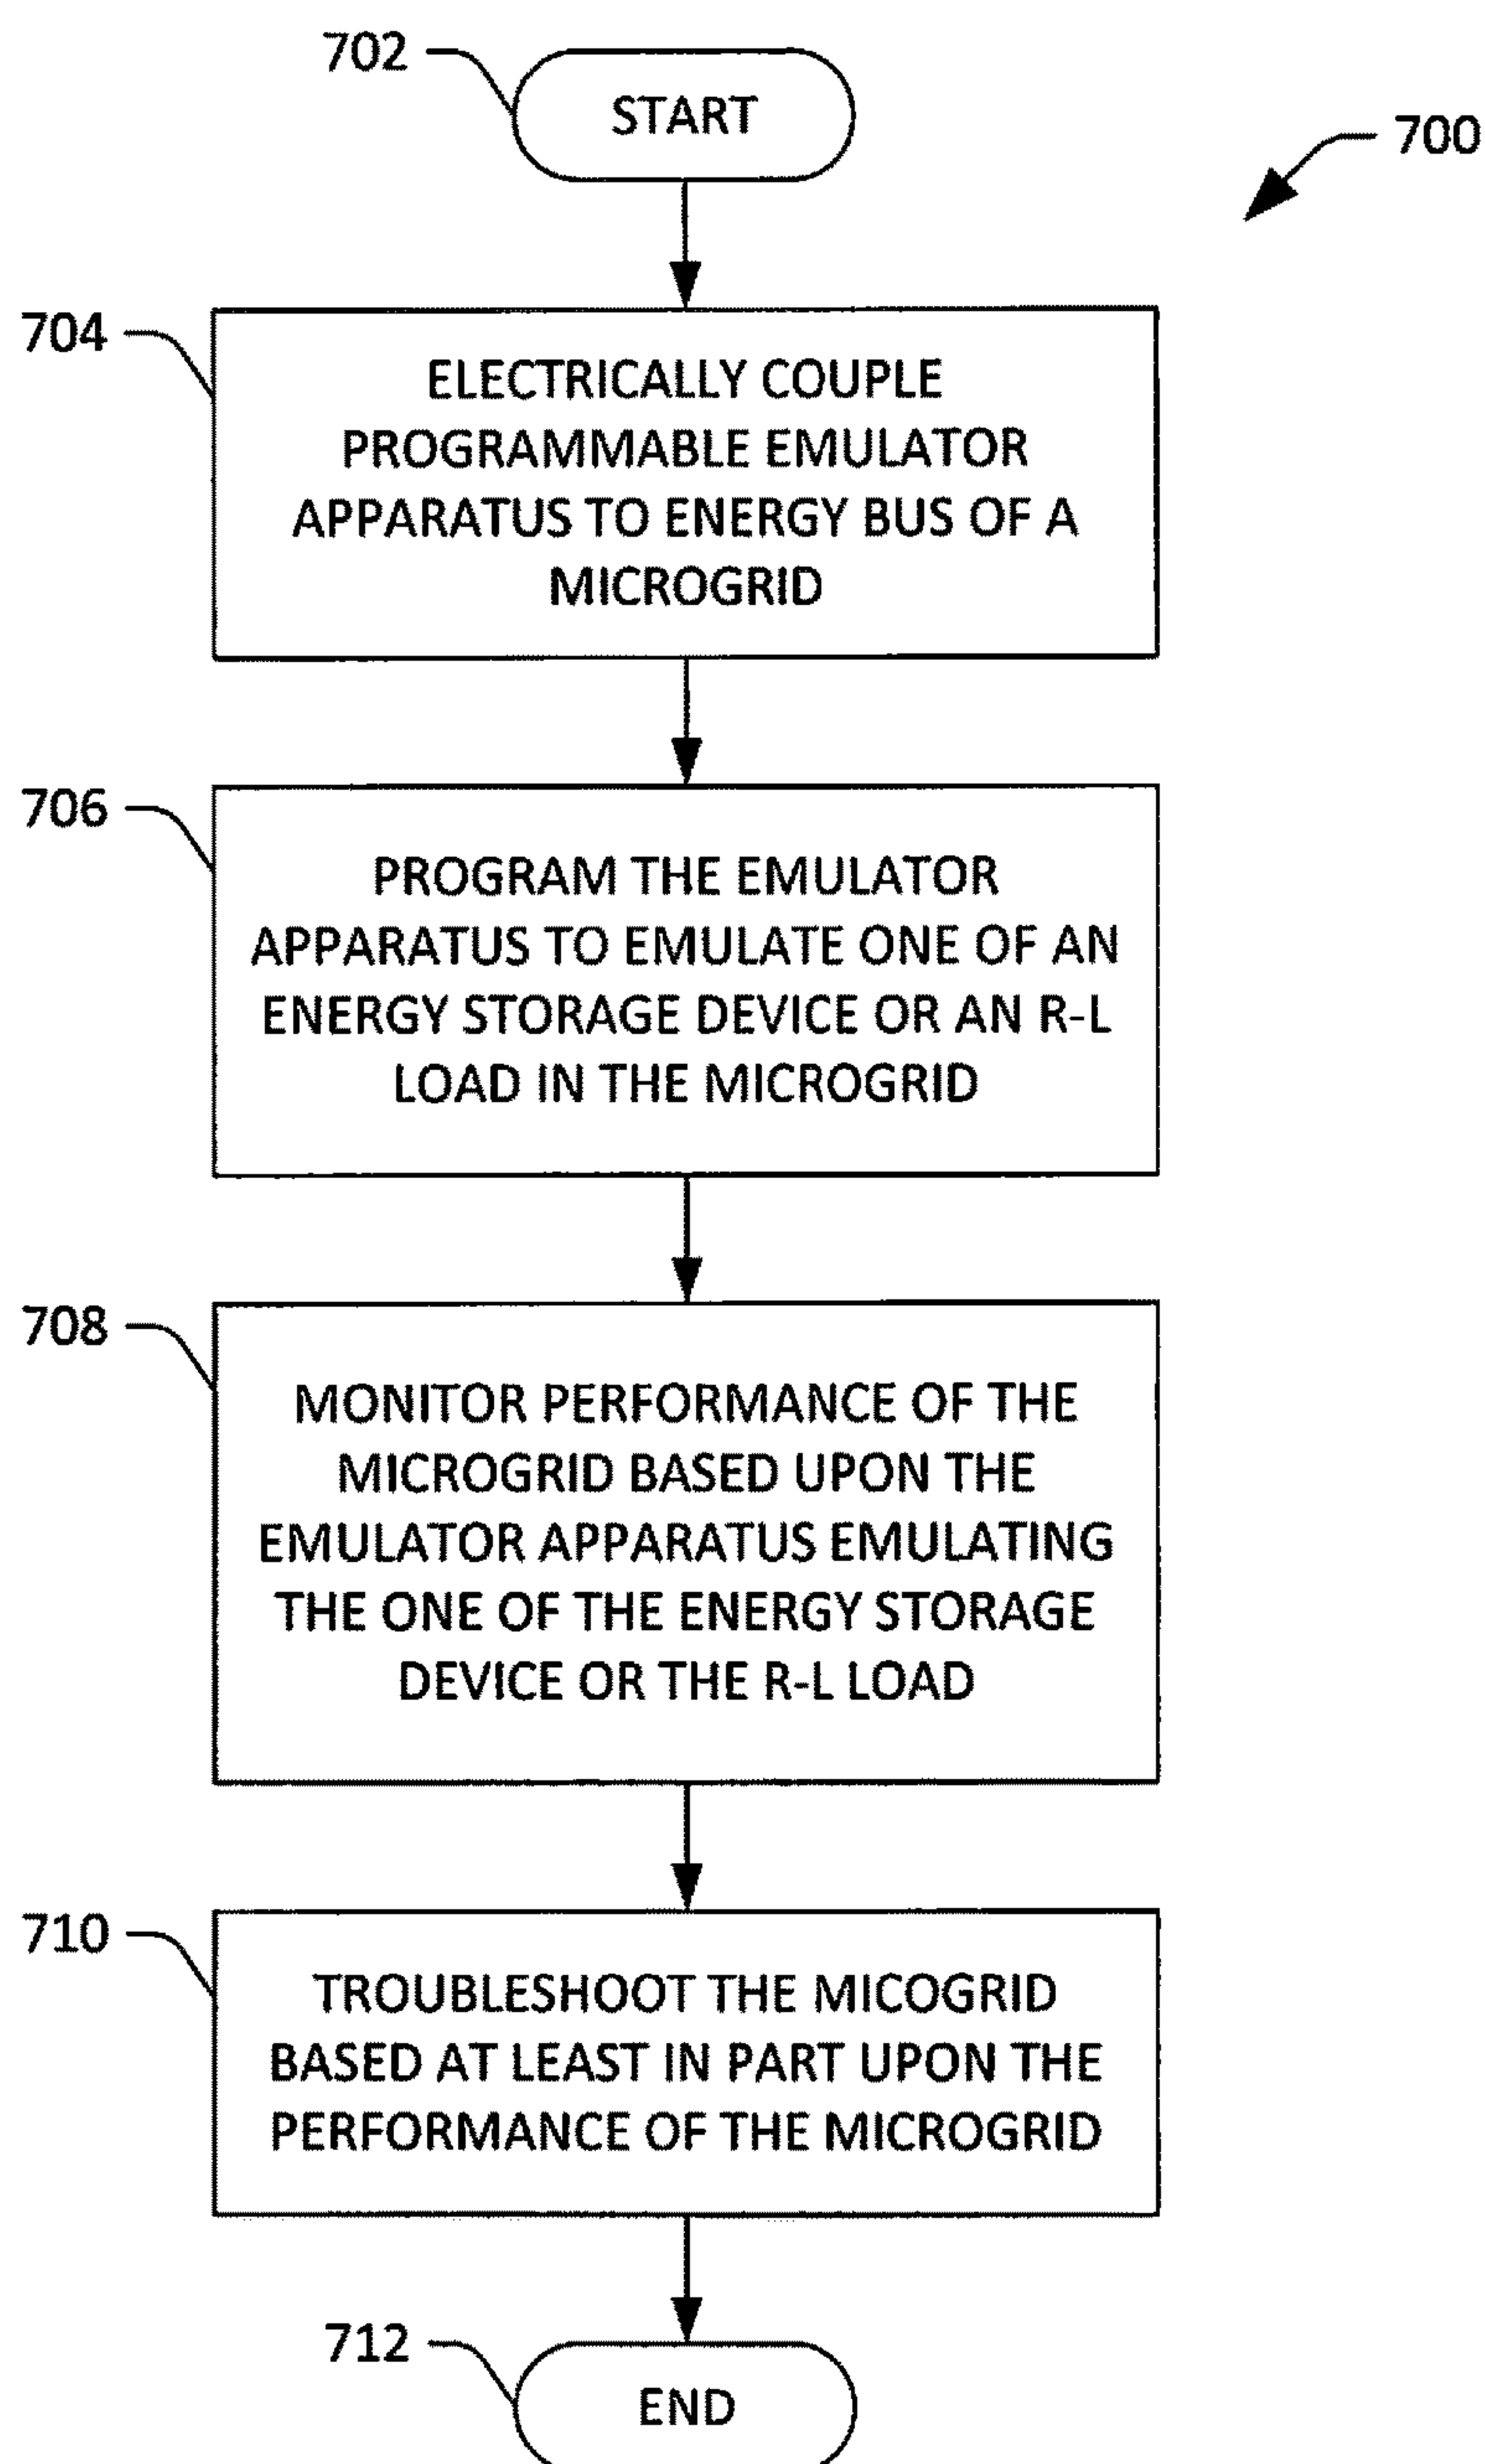 702
START
700
704
ELECTRICALLY COUPLE
PROGRAMMABLE EMULATOR
APPARATUS TO ENERGY BUS OF A
MICROGRID
706
PROGRAM THE EMULATOR
APPARATUS TO EMULATE ONE OF AN
ENERGY STORAGE DEVICE OR AN R-L
LOAD IN THE MICROGRID
708
MONITOR PERFORMANCE OF THE
MICROGRID BASED UPON THE
EMULATOR APPARATUS EMULATING
THE ONE OF THE ENERGY STORAGE
DEVICE OR THE R-L LOAD
710
TROUBLESHOOT THE MICOGRID
BASED AT LEAST IN PART UPON THE
PERFORMANCE OF THE MICROGRID
712
END